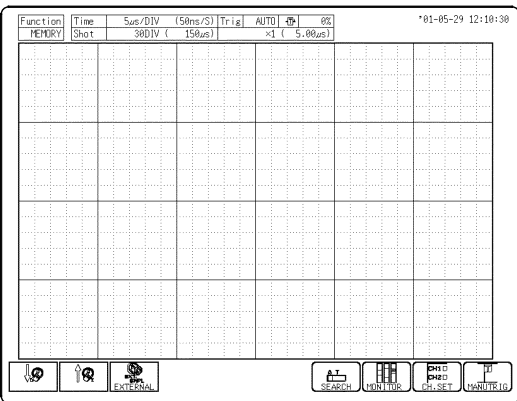 Function Time 5µs/DIV (50ns/S) Trig AUTO 0% '01-05-29 12:10:30
MEMORY Shot 30DIV ( 150µs) ×1 ( 5.00µs)
EXTERNAL SEARCH MONITOR CH1 CH2 CH.SET MANUTRIG